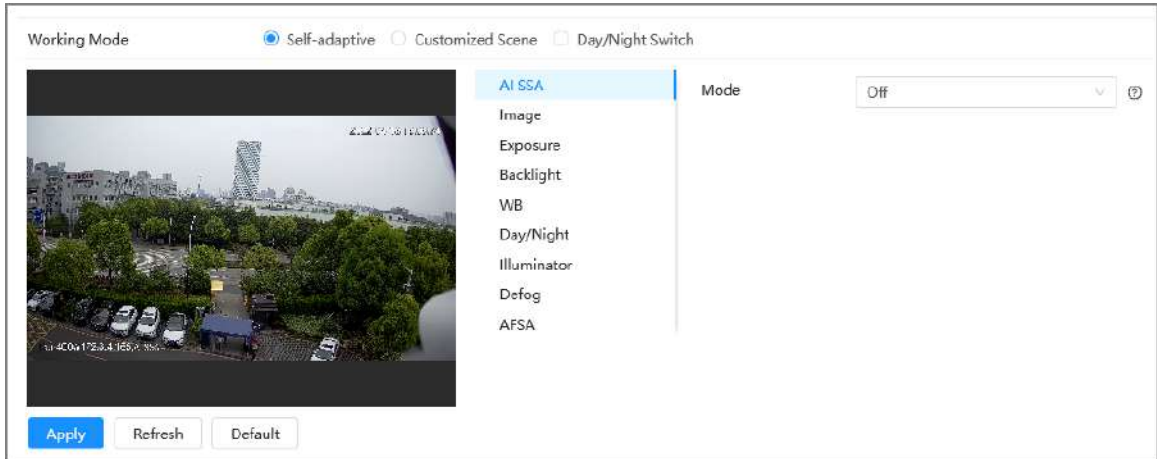 Working Mode Self-adaptive Customized Scene Day/Night Switch
AI SSA
Mode Off
Image
Exposure
Backlight
WB
Day/Night
Illuminator
Defog
AFSA
Apply Refresh Default